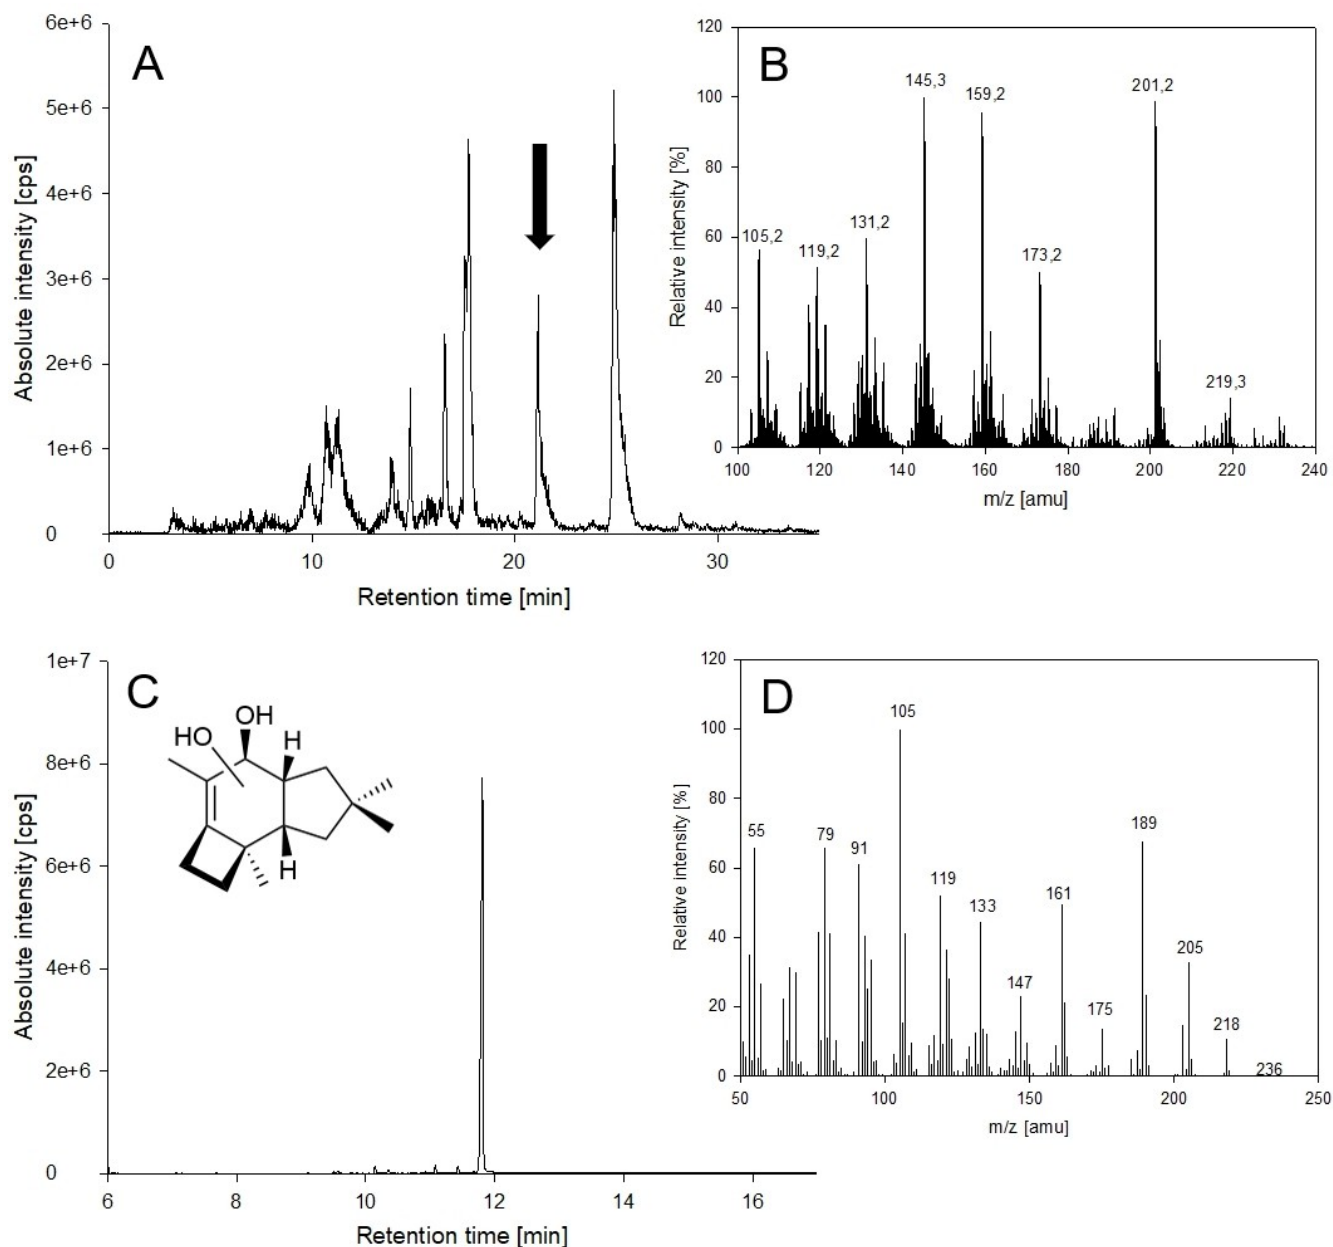 A
Absolute intensity [cps]
6e+6
5e+6
4e+6
3e+6
2e+6
1e+6
0
0 10 20 30
Retention time [min]
B
Relative intensity [%]
120
100
80
60
40
20
0
105,2
119,2
131,2
145,3
159,2
173,2
201,2
219,3
100 120 140 160 180 200 220 240
m/z [amu]
C
Absolute intensity [cps]
1e+7
8e+6
6e+6
4e+6
2e+6
0
OH
HO
H
H
6 8 10 12 14 16
Retention time [min]
D
Relative intensity [%]
120
100
80
60
40
20
0
55
79
91
105
119
133
147
161
175
189
205
218
236
50 100 150 200 250
m/z [amu]